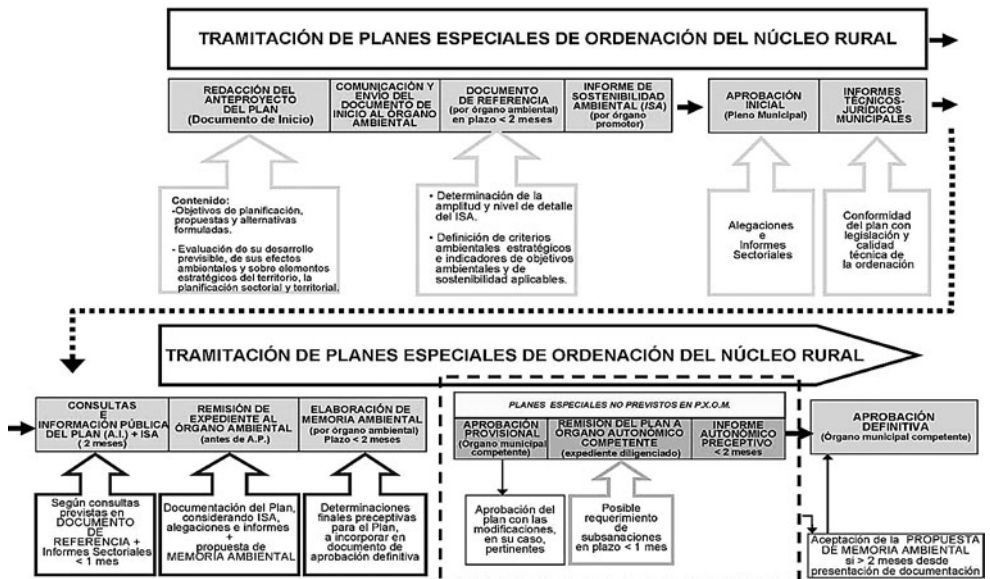 TRAMITACIÓN DE PLANES ESPECIALES DE ORDENACIÓN DEL NÚCLEO RURAL
REDACCIÓN DEL
ANTEPROYECTO
DEL PLAN
(Documento de Inicio)
COMUNICACIÓN Y
ENVÍO DEL
DOCUMENTO DE
INICIO AL ÓRGANO
AMBIENTAL
DOCUMENTO
DE REFERENCIA
(por órgano ambiental)
en plazo < 2 meses
INFORME DE
SOSTENIBILIDAD
AMBIENTAL (ISA)
(por órgano
promotor)
APROBACIÓN
INICIAL
(Pleno Municipal)
INFORMES
TÉCNICOS-
JURÍDICOS
MUNICIPALES
Contenido:
-Objetivos de planificación,
propuestas y alternativas
formuladas.
- Evaluación de su desarrollo
previsible, de sus efectos
ambientales y sobre elementos
estratégicos del territorio, la
planificación sectorial y territorial.
• Determinación de la
amplitud y nivel de detalle
del ISA.
• Definición de criterios
ambientales estratégicos
e indicadores de objetivos
ambientales y de
sostenibilidad aplicables.
Alegaciones
e
Informes
Sectoriales
Conformidad
del plan con
legislación y
calidad
técnica de
la ordenación
TRAMITACIÓN DE PLANES ESPECIALES DE ORDENACIÓN DEL NÚCLEO RURAL
CONSULTAS
E
INFORMACIÓN PÚBLICA
DEL PLAN (A.I.) + ISA
( 2 meses)
REMISIÓN DE
EXPEDIENTE AL
ÓRGANO AMBIENTAL
(antes de A.P.)
ELABORACIÓN DE
MEMORIA AMBIENTAL
(por órgano ambiental)
Plazo < 2 meses
PLANES ESPECIALES NO PREVISTOS EN P.X.O.M.
APROBACIÓN
PROVISIONAL
(Órgano municipal
competente)
REMISIÓN DEL PLAN A
ÓRGANO AUTONÓMICO
COMPETENTE
(expediente diligenciado)
INFORME
AUTONÓMICO
PRECEPTIVO
< 2 meses
APROBACIÓN
DEFINITIVA
(Órgano municipal
competente)
Según consultas
previstas en
DOCUMENTO
DE
REFERENCIA +
Informes Sectoriales
< 1 mes
Documentación del Plan,
considerando ISA,
alegaciones e informes
+
propuesta de
MEMORIA AMBIENTAL
Determinaciones
finales preceptivas
para el Plan,
a incorporar en
documento de
aprobación definitiva
Aprobación del
plan con las
modificaciones,
en su caso,
pertinentes
Posible
requerimiento
de
subsanaciones
en plazo < 1 mes
Aceptación de la PROPUESTA
DE MEMORIA AMBIENTAL
si > 2 meses desde
presentación de documentación